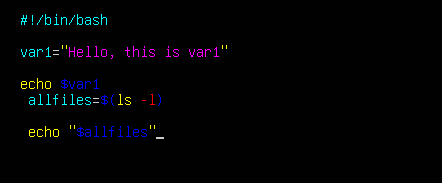 #!/bin/bash
var1="Hello, this is var1"
echo $var1
allfiles=$(ls -l)
echo "$allfiles"